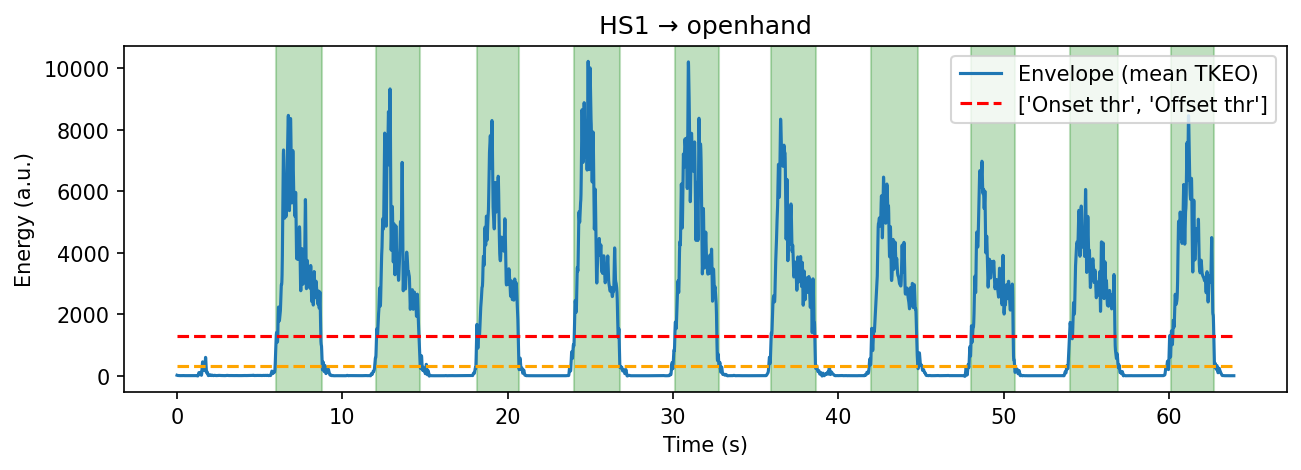 HS1 → openhand
Envelope (mean TKEO)
['Onset thr', 'Offset thr']
Energy (a.u.)
10000
8000
6000
4000
2000
0
0 10 20 30 40 50 60
Time (s)